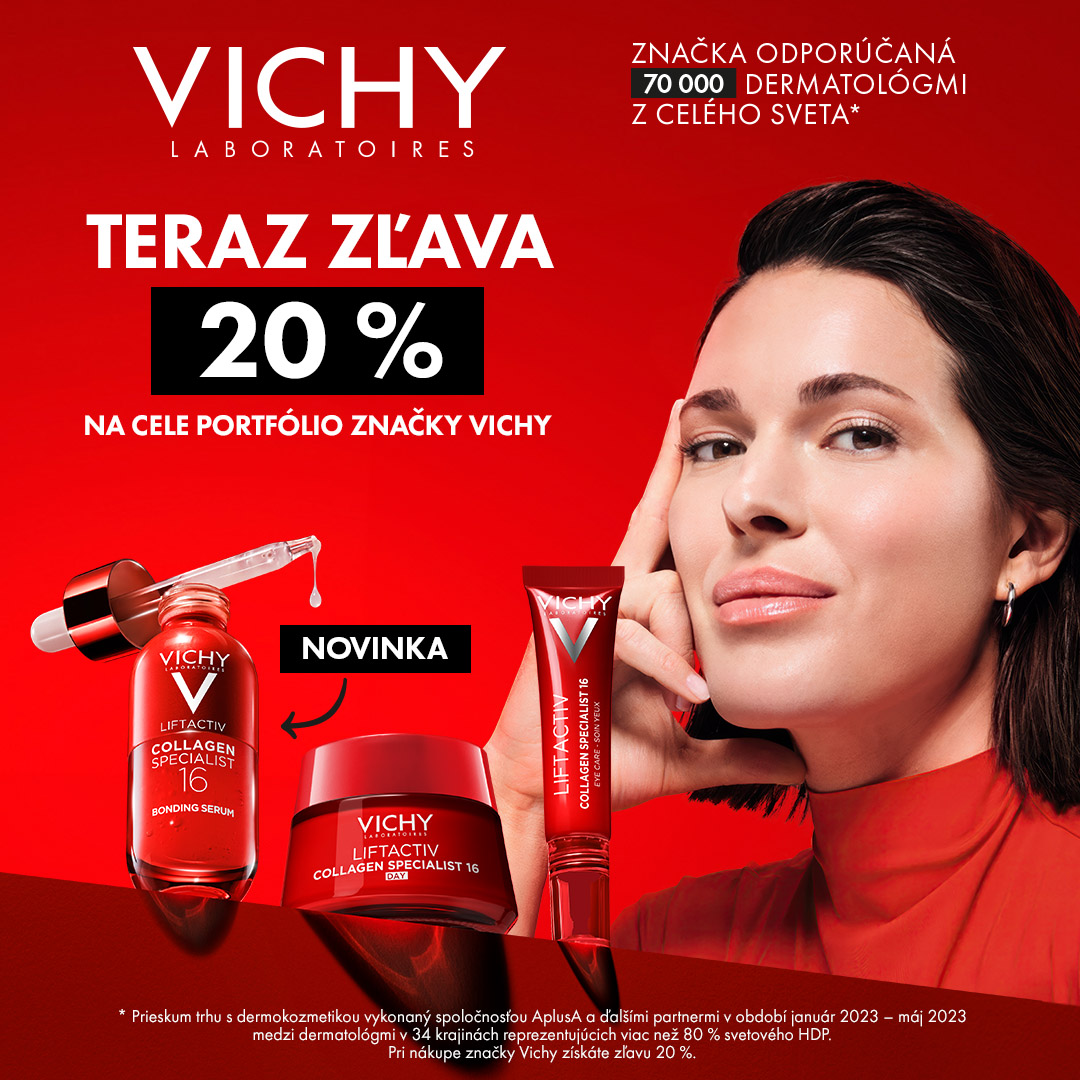 VICHY
LABORATOIRES
ZNAČKA ODPORÚČANÁ
70 000 DERMATOLÓGMI
Z CELÉHO SVETA*
TERAZ ZĽAVA
20 %
NA CELE PORTFÓLIO ZNAČKY VICHY
NOVINKA
VICHY
LABORATOIRES
LIFTACTIV
COLLAGEN
SPECIALIST
16
BONDING SERUM
VICHY
LABORATOIRES
LIFTACTIV
COLLAGEN SPECIALIST 16
DAY
VICHY
LABORATOIRES
LIFTACTIV
COLLAGEN SPECIALIST 16
EYE CARE - SOIN YEUX
* Prieskum trhu s dermokozmetikou vykonaný spoločnosťou AplusA a ďalšími partnermi v období január 2023 – máj 2023
medzi dermatológmi v 34 krajinách reprezentujúcich viac než 80 % svetového HDP.
Pri nákupe značky Vichy získáte zľavu 20 %.